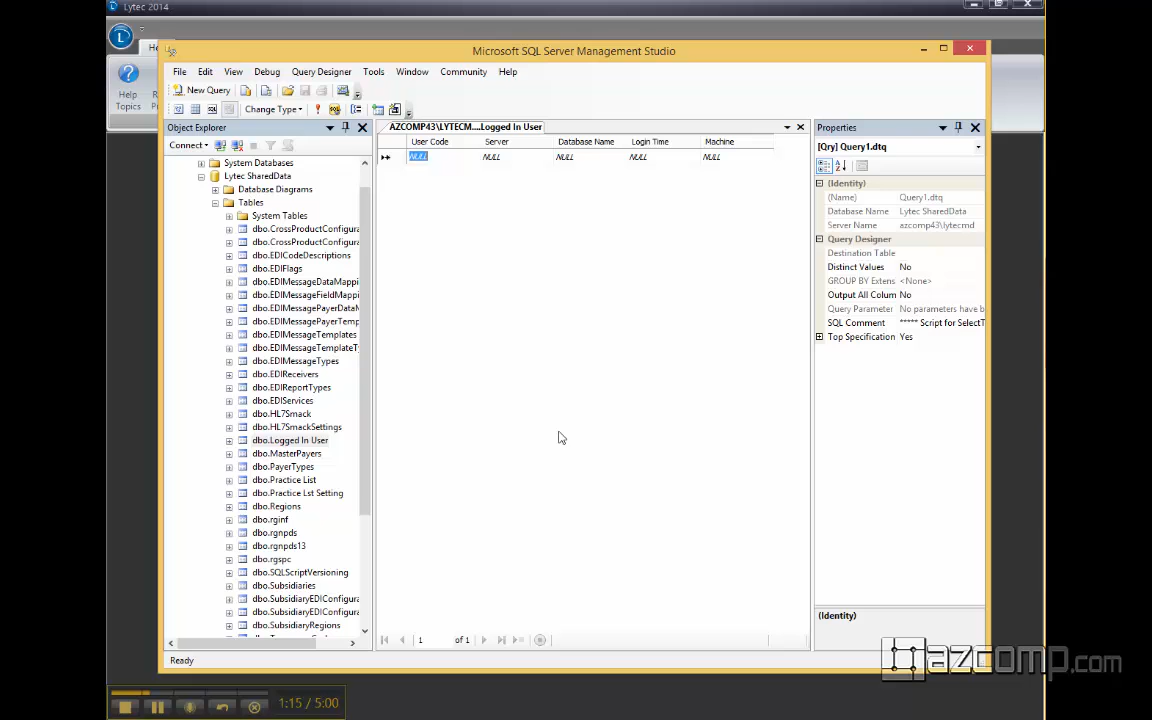 Lytec 2014
Microsoft SQL Server Management Studio
File Edit View Debug Query Designer Tools Window Community Help
New Query
Help Topics
Change Type
Object Explorer
AZCOMP43\LYTECM....Logged In User
Properties
Connect
User Code Server Database Name Login Time Machine
NULL NULL NULL NULL NULL
[Qry] Query1.dtq
System Databases
Lytec SharedData
Database Diagrams
Tables
System Tables
dbo.CrossProductConfigura
dbo.CrossProductConfigura
dbo.EDICodeDescriptions
dbo.EDIFlags
dbo.EDIMessageDataMappi
dbo.EDIMessageFieldMappi
dbo.EDIMessagePayerDataM
dbo.EDIMessagePayerTemp
dbo.EDIMessageTemplates
dbo.EDIMessageTemplateTy
dbo.EDIMessageTypes
dbo.EDIReceivers
dbo.EDIReportTypes
dbo.EDIServices
dbo.HL7Smack
dbo.HL7SmackSettings
dbo.Logged In User
dbo.MasterPayers
dbo.PayerTypes
dbo.Practice List
dbo.Practice Lst Setting
dbo.Regions
dbo.rginf
dbo.rgnpds
dbo.rgnpds13
dbo.rgspc
dbo.SQLScriptVersioning
dbo.Subsidiaries
dbo.SubsidiaryEDIConfigura
dbo.SubsidiaryEDIConfigura
dbo.SubsidiaryRegions
(Identity)
(Name) Query1.dtq
Database Name Lytec SharedData
Server Name azcomp43\lytecmd
Query Designer
Destination Table
Distinct Values No
GROUP BY Extens <None>
Output All Colum No
Query Parameter No parameters have b
SQL Comment ***** Script for SelectT
Top Specification Yes
(Identity)
1 of 1
Ready
azcomp.com
1:15 / 5:00